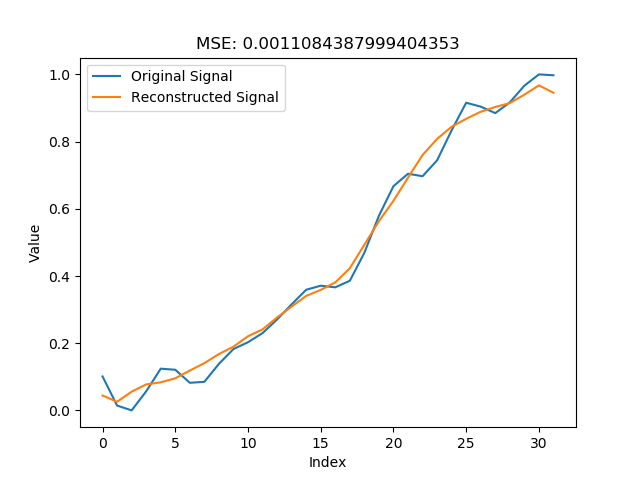 MSE: 0.0011084387999404353
Original Signal
Reconstructed Signal
1.0
0.8
0.6
0.4
0.2
0.0
Value
0 5 10 15 20 25 30
Index